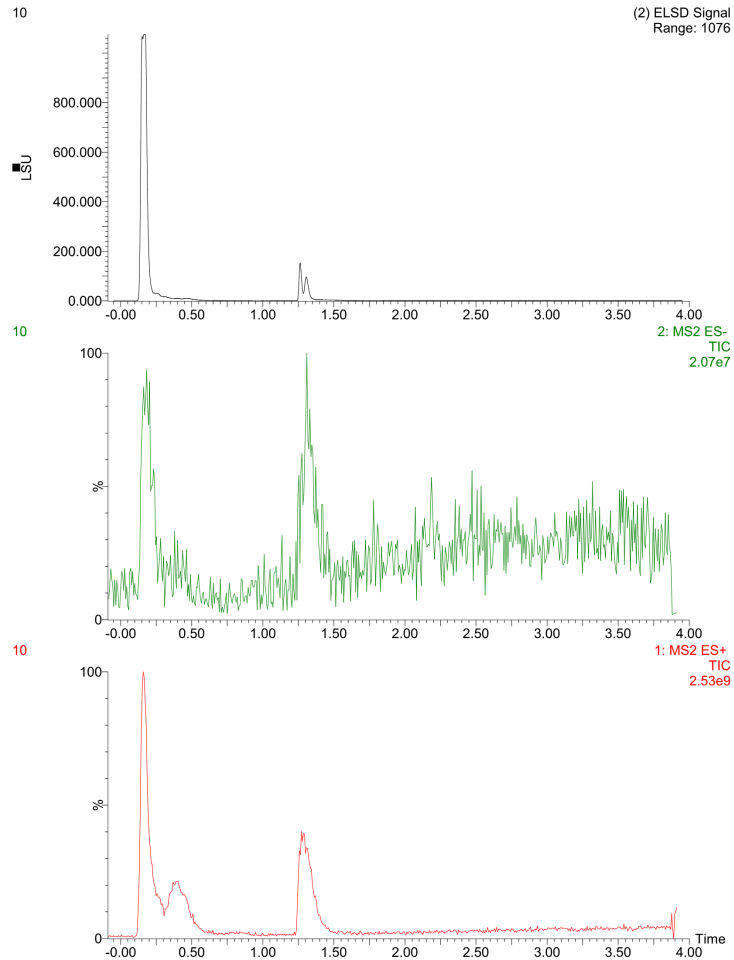 10
(2) ELSD Signal
Range: 1076
800.000
600.000
400.000
200.000
0.000
LSU
-0.00 0.50 1.00 1.50 2.00 2.50 3.00 3.50 4.00
10
2: MS2 ES-
TIC
2.07e7
100
%
0
-0.00 0.50 1.00 1.50 2.00 2.50 3.00 3.50 4.00
10
1: MS2 ES+
TIC
2.53e9
100
%
0
Time
-0.00 0.50 1.00 1.50 2.00 2.50 3.00 3.50 4.00